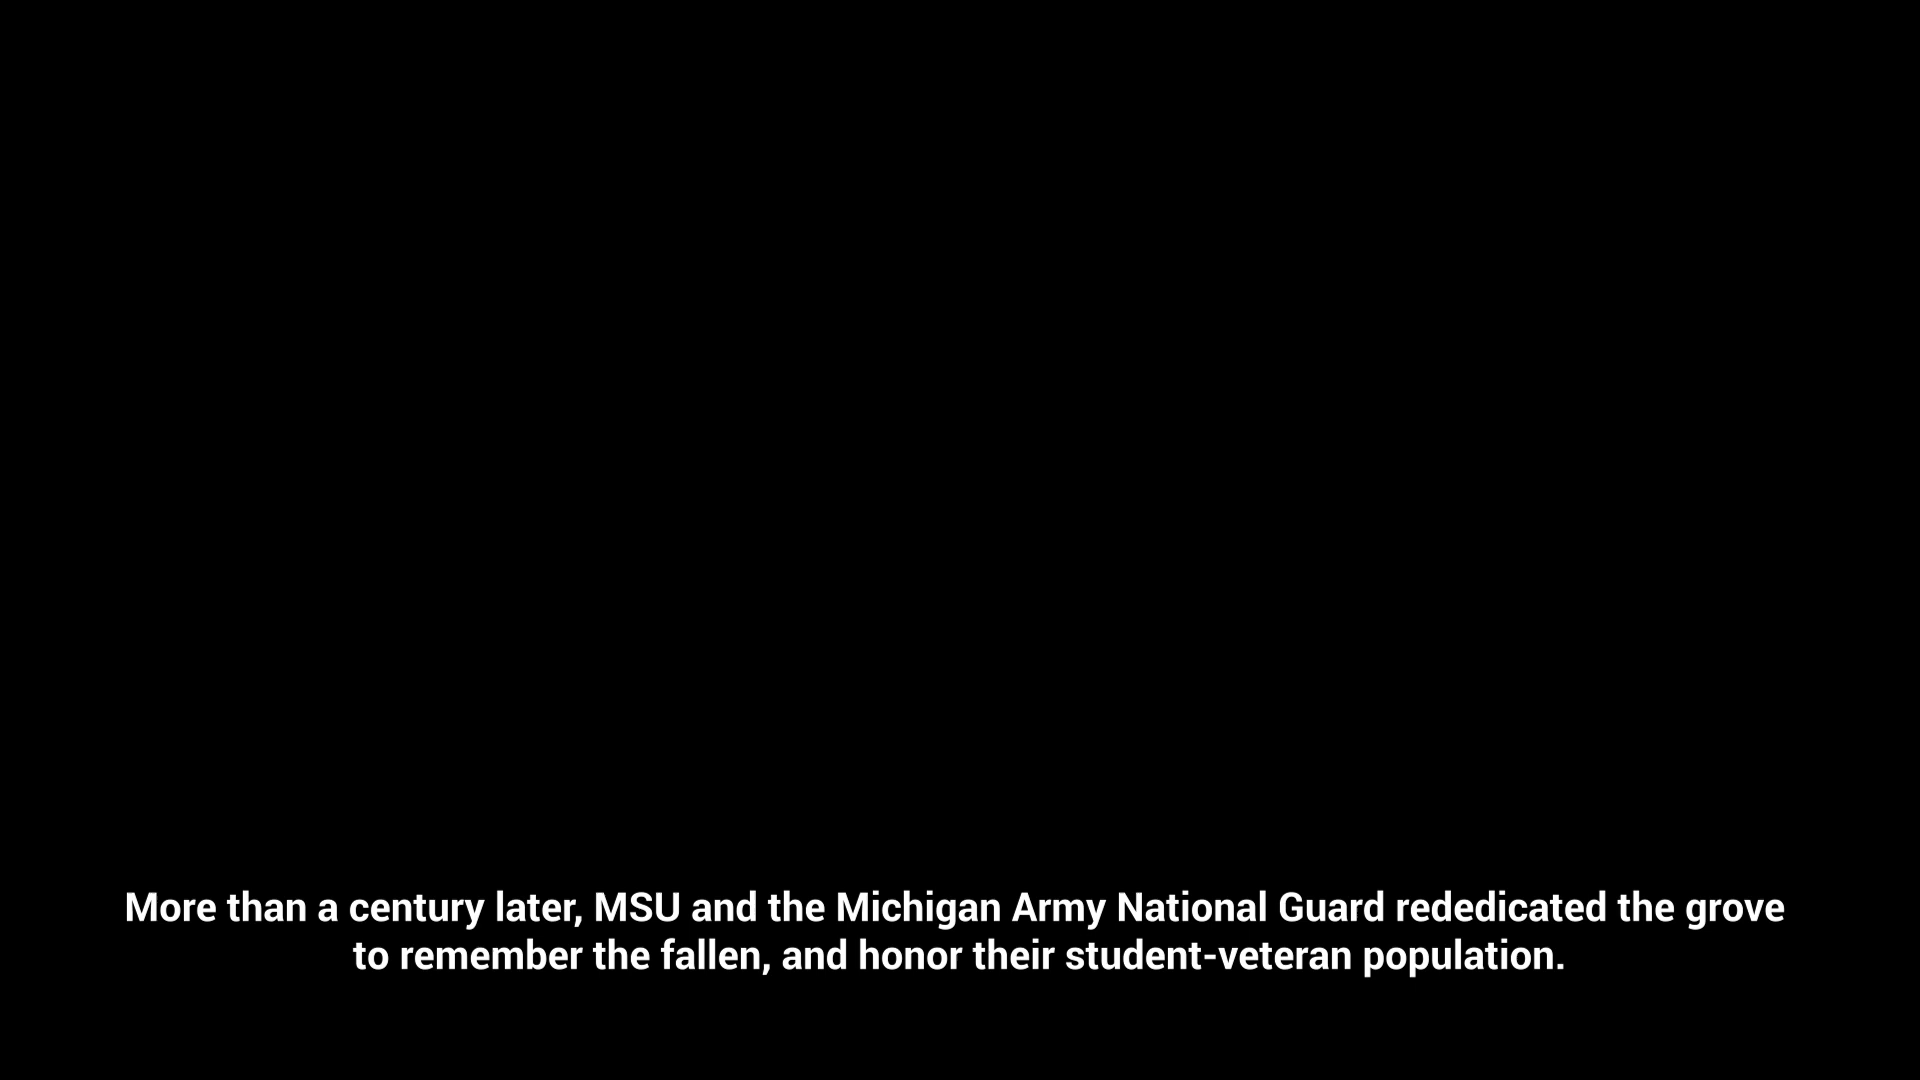 More than a century later, MSU and the Michigan Army National Guard rededicated the grove
to remember the fallen, and honor their student-veteran population.